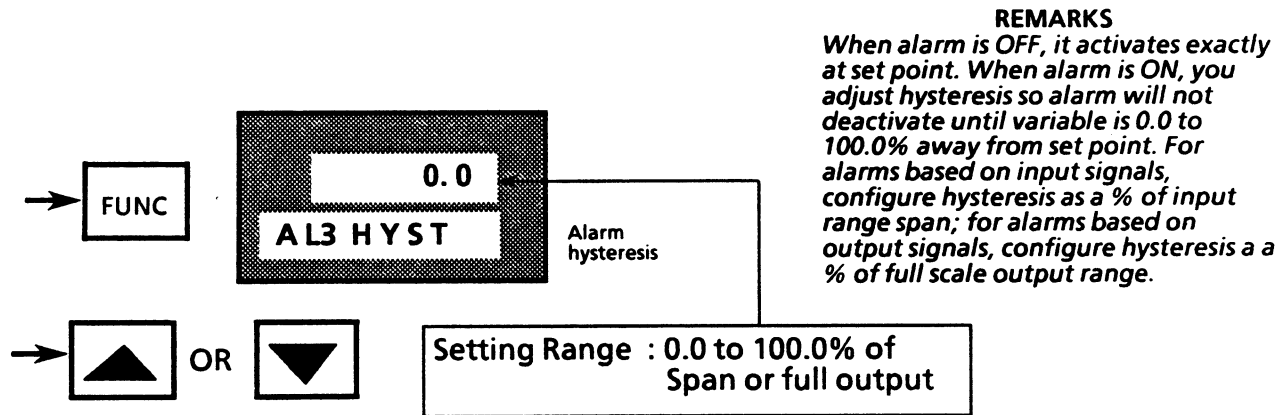 REMARKS
When alarm is OFF, it activates exactly
at set point. When alarm is ON, you
adjust hysteresis so alarm will not
deactivate until variable is 0.0 to
100.0% away from set point. For
alarms based on input signals,
configure hysteresis as a % of input
range span; for alarms based on
output signals, configure hysteresis a a
% of full scale output range.
FUNC
0.0
AL3 HYST
Alarm
hysteresis
OR
Setting Range : 0.0 to 100.0% of
Span or full output